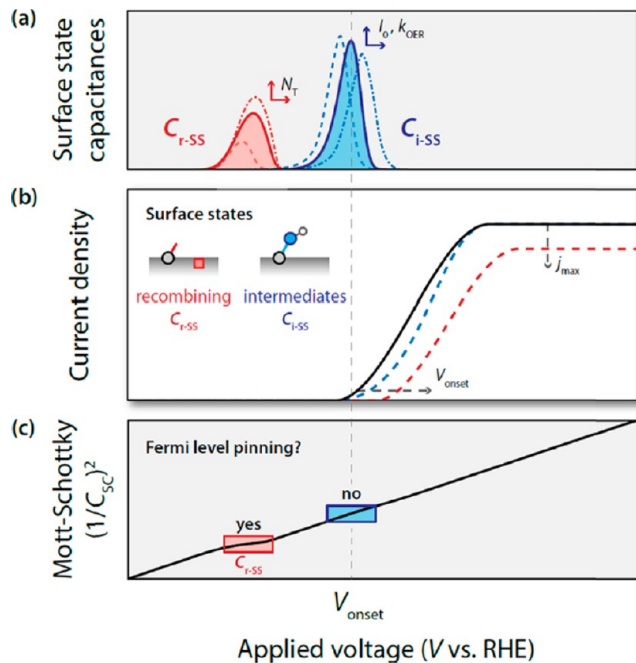 (a)
Surface state
capacitances
C_r-SS
N_T
I_o, k_OER
C_i-SS
(b)
Current density
Surface states
recombining
C_r-SS
intermediates
C_i-SS
j_max
V_onset
(c)
Mott-Schottky
(1/C_SC)²
Fermi level pinning?
yes
C_r-SS
no
V_onset
Applied voltage (V vs. RHE)